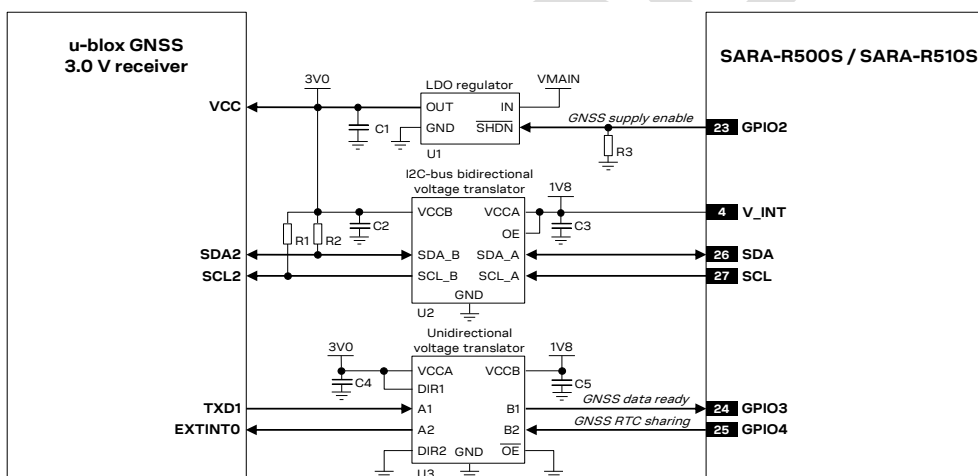 u-blox GNSS
3.0 V receiver
SARA-R500S / SARA-R510S
LDO regulator
3V0
VMAIN
VCC
OUT
IN
C1
GND
SHDN
GNSS supply enable
23
GPIO2
U1
R3
I2C-bus bidirectional
voltage translator
1V8
VCCB
VCCA
4
V_INT
C2
C3
OE
R1
R2
SDA2
SDA_B
SDA_A
26
SDA
SCL2
SCL_B
SCL_A
27
SCL
GND
U2
Unidirectional
voltage translator
3V0
1V8
VCCA
VCCB
C4
DIR1
C5
GNSS data ready
TXD1
A1
B1
24
GPIO3
GNSS RTC sharing
EXTINT0
A2
B2
25
GPIO4
DIR2
GND
OE
U3